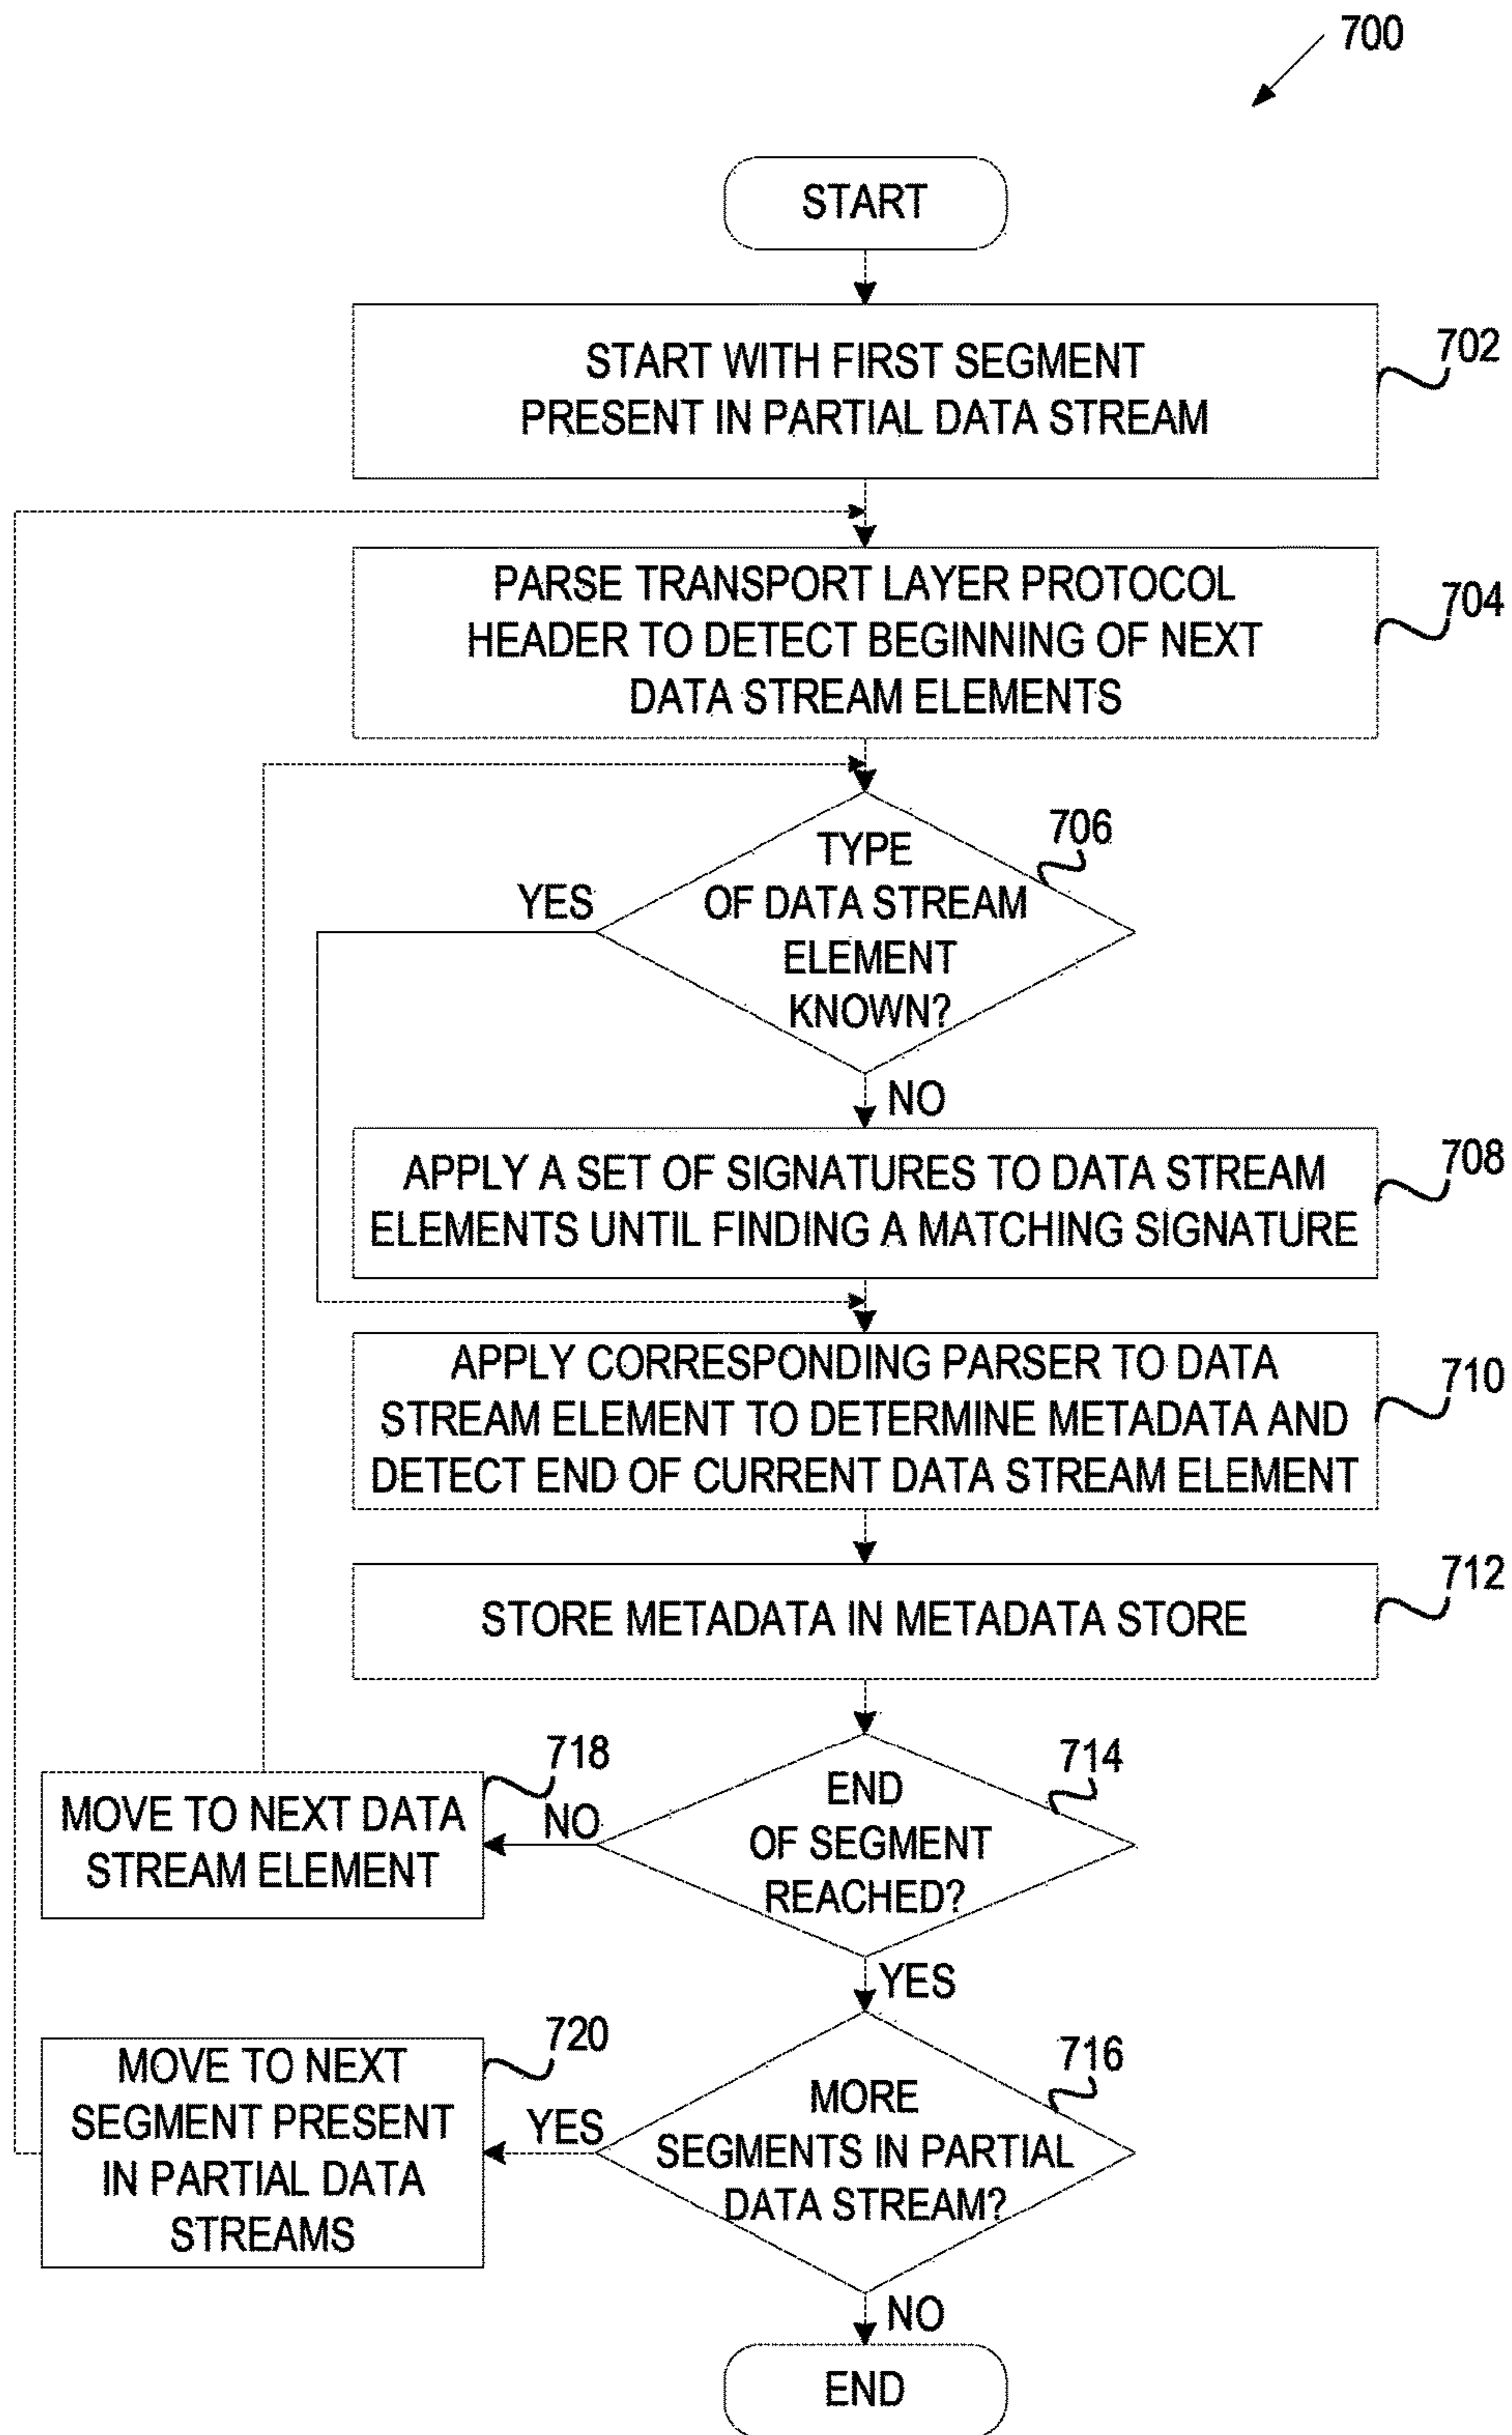 700
START
START WITH FIRST SEGMENT
PRESENT IN PARTIAL DATA STREAM
702
PARSE TRANSPORT LAYER PROTOCOL
HEADER TO DETECT BEGINNING OF NEXT
DATA STREAM ELEMENTS
704
706
TYPE
OF DATA STREAM
ELEMENT
KNOWN?
YES
NO
APPLY A SET OF SIGNATURES TO DATA STREAM
ELEMENTS UNTIL FINDING A MATCHING SIGNATURE
708
APPLY CORRESPONDING PARSER TO DATA
STREAM ELEMENT TO DETERMINE METADATA AND
DETECT END OF CURRENT DATA STREAM ELEMENT
710
STORE METADATA IN METADATA STORE
712
714
END
OF SEGMENT
REACHED?
NO
718
MOVE TO NEXT DATA
STREAM ELEMENT
YES
716
MORE
SEGMENTS IN PARTIAL
DATA STREAM?
YES
720
MOVE TO NEXT
SEGMENT PRESENT
IN PARTIAL DATA
STREAMS
NO
END